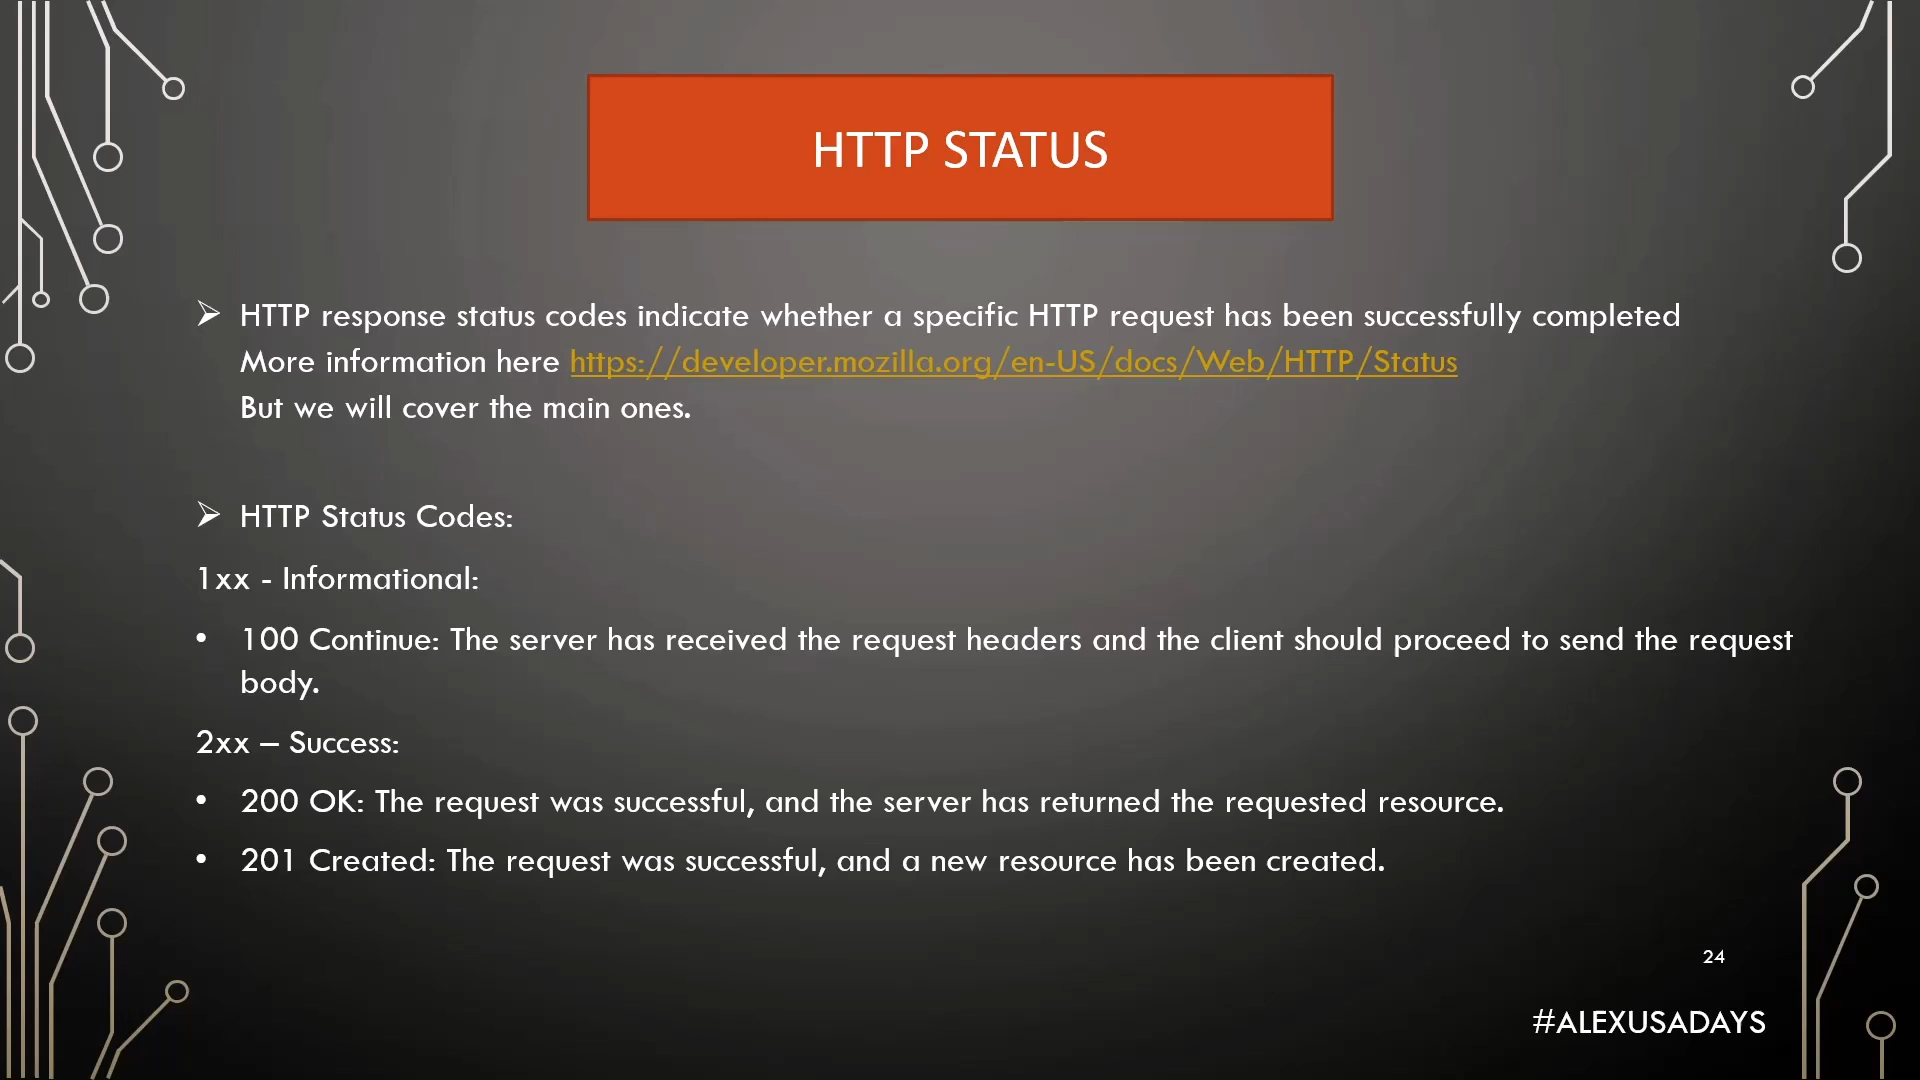 HTTP STATUS
➢ HTTP response status codes indicate whether a specific HTTP request has been successfully completed
More information here https://developer.mozilla.org/en-US/docs/Web/HTTP/Status
But we will cover the main ones.
➢ HTTP Status Codes:
1xx - Informational:
• 100 Continue: The server has received the request headers and the client should proceed to send the request
body.
2xx – Success:
• 200 OK: The request was successful, and the server has returned the requested resource.
• 201 Created: The request was successful, and a new resource has been created.
24
#ALEXUSADAYS